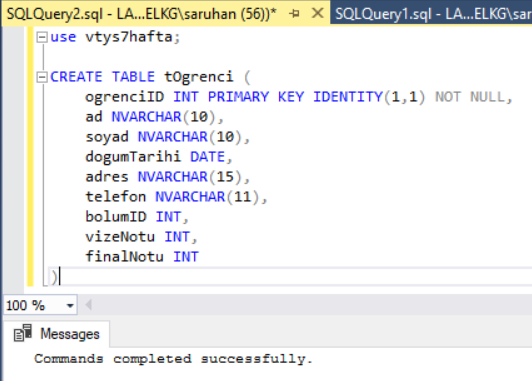 SQLQuery2.sql - LA...ELKG\saruhan (56))* SQLQuery1.sql - LA...ELKG\sar
use vtys7hafta;
CREATE TABLE tOgrenci (
ogrenciID INT PRIMARY KEY IDENTITY(1,1) NOT NULL,
ad NVARCHAR(10),
soyad NVARCHAR(10),
dogumTarihi DATE,
adres NVARCHAR(15),
telefon NVARCHAR(11),
bolumID INT,
vizeNotu INT,
finalNotu INT
)
100 %
Messages
Commands completed successfully.